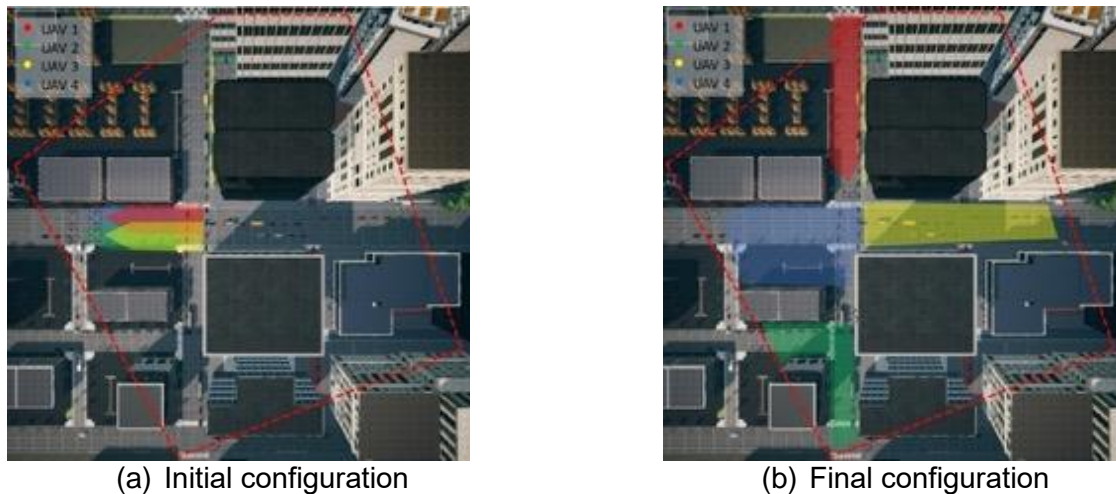 UAV 1
UAV 2
UAV 3
UAV 4
UAV 1
UAV 2
UAV 3
UAV 4
(a) Initial configuration
(b) Final configuration